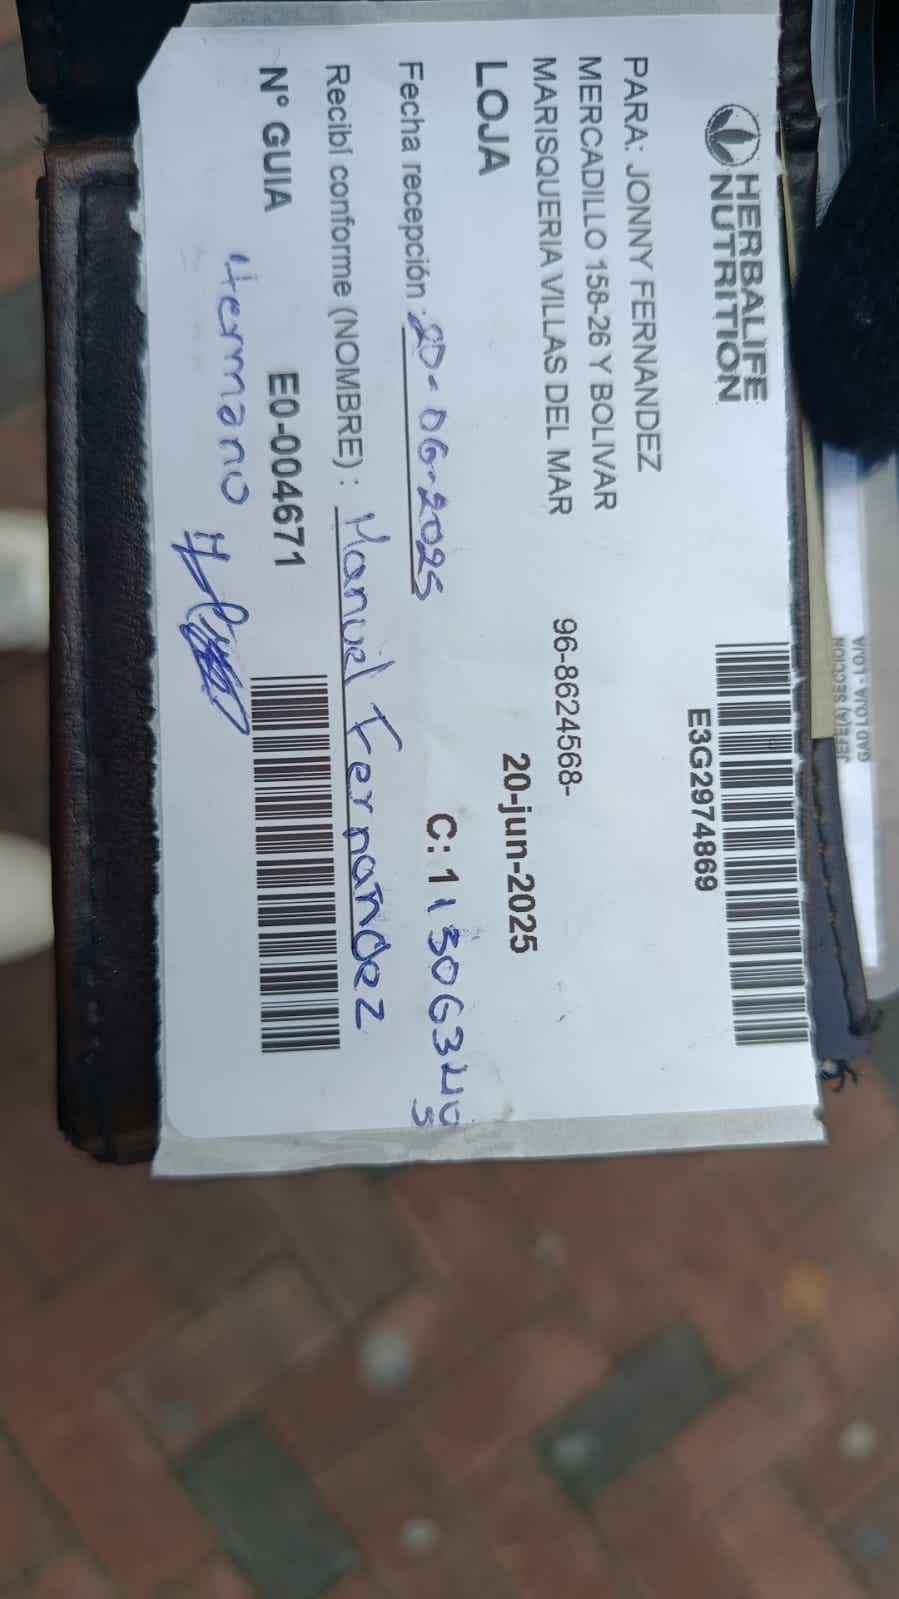 HERBALIFE
NUTRITION
E3G2974869
PARA: JONNY FERNANDEZ
MERCADILLO 158-26 Y BOLIVAR
MARISQUERIA VILLAS DEL MAR
96-8624568-
LOJA
20-jun-2025
Fecha recepción: 20-06-2025
C: 1
Recibí conforme (NOMBRE) : Manuel Fernandez
N° GUIA E0-004671
Hermano
JEFE(A) SECCION
GAD LOJA - LOJA